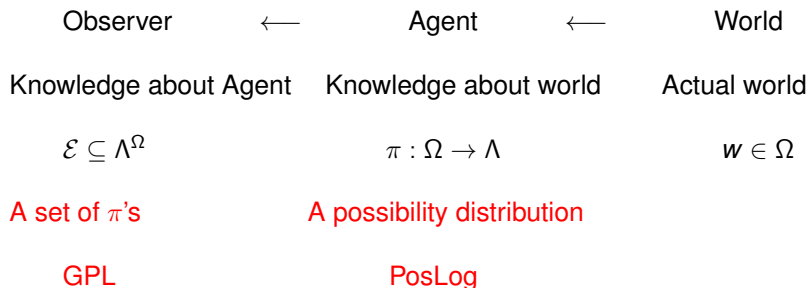 Observer ⟵ Agent ⟵ World
Knowledge about Agent Knowledge about world Actual world
ℰ ⊆ Λ^Ω π : Ω → Λ w ∈ Ω
A set of π's A possibility distribution
GPL PosLog